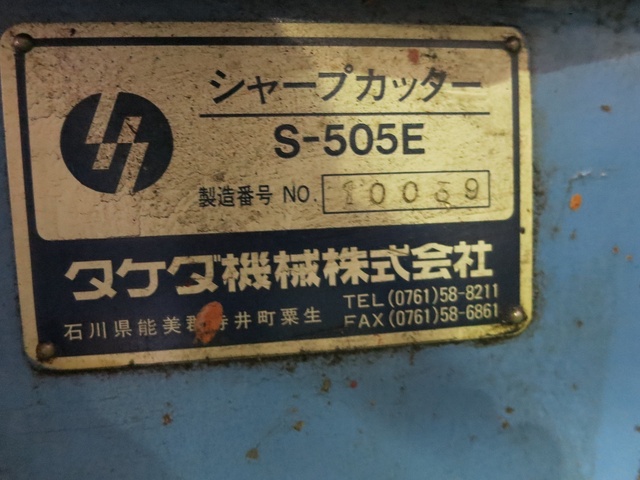 シャープカッター
S-505E
製造番号 NO. 10039
タケダ機械株式会社
石川県能美郡寺井町粟生
TEL (0761) 58-8211
FAX (0761) 58-6861